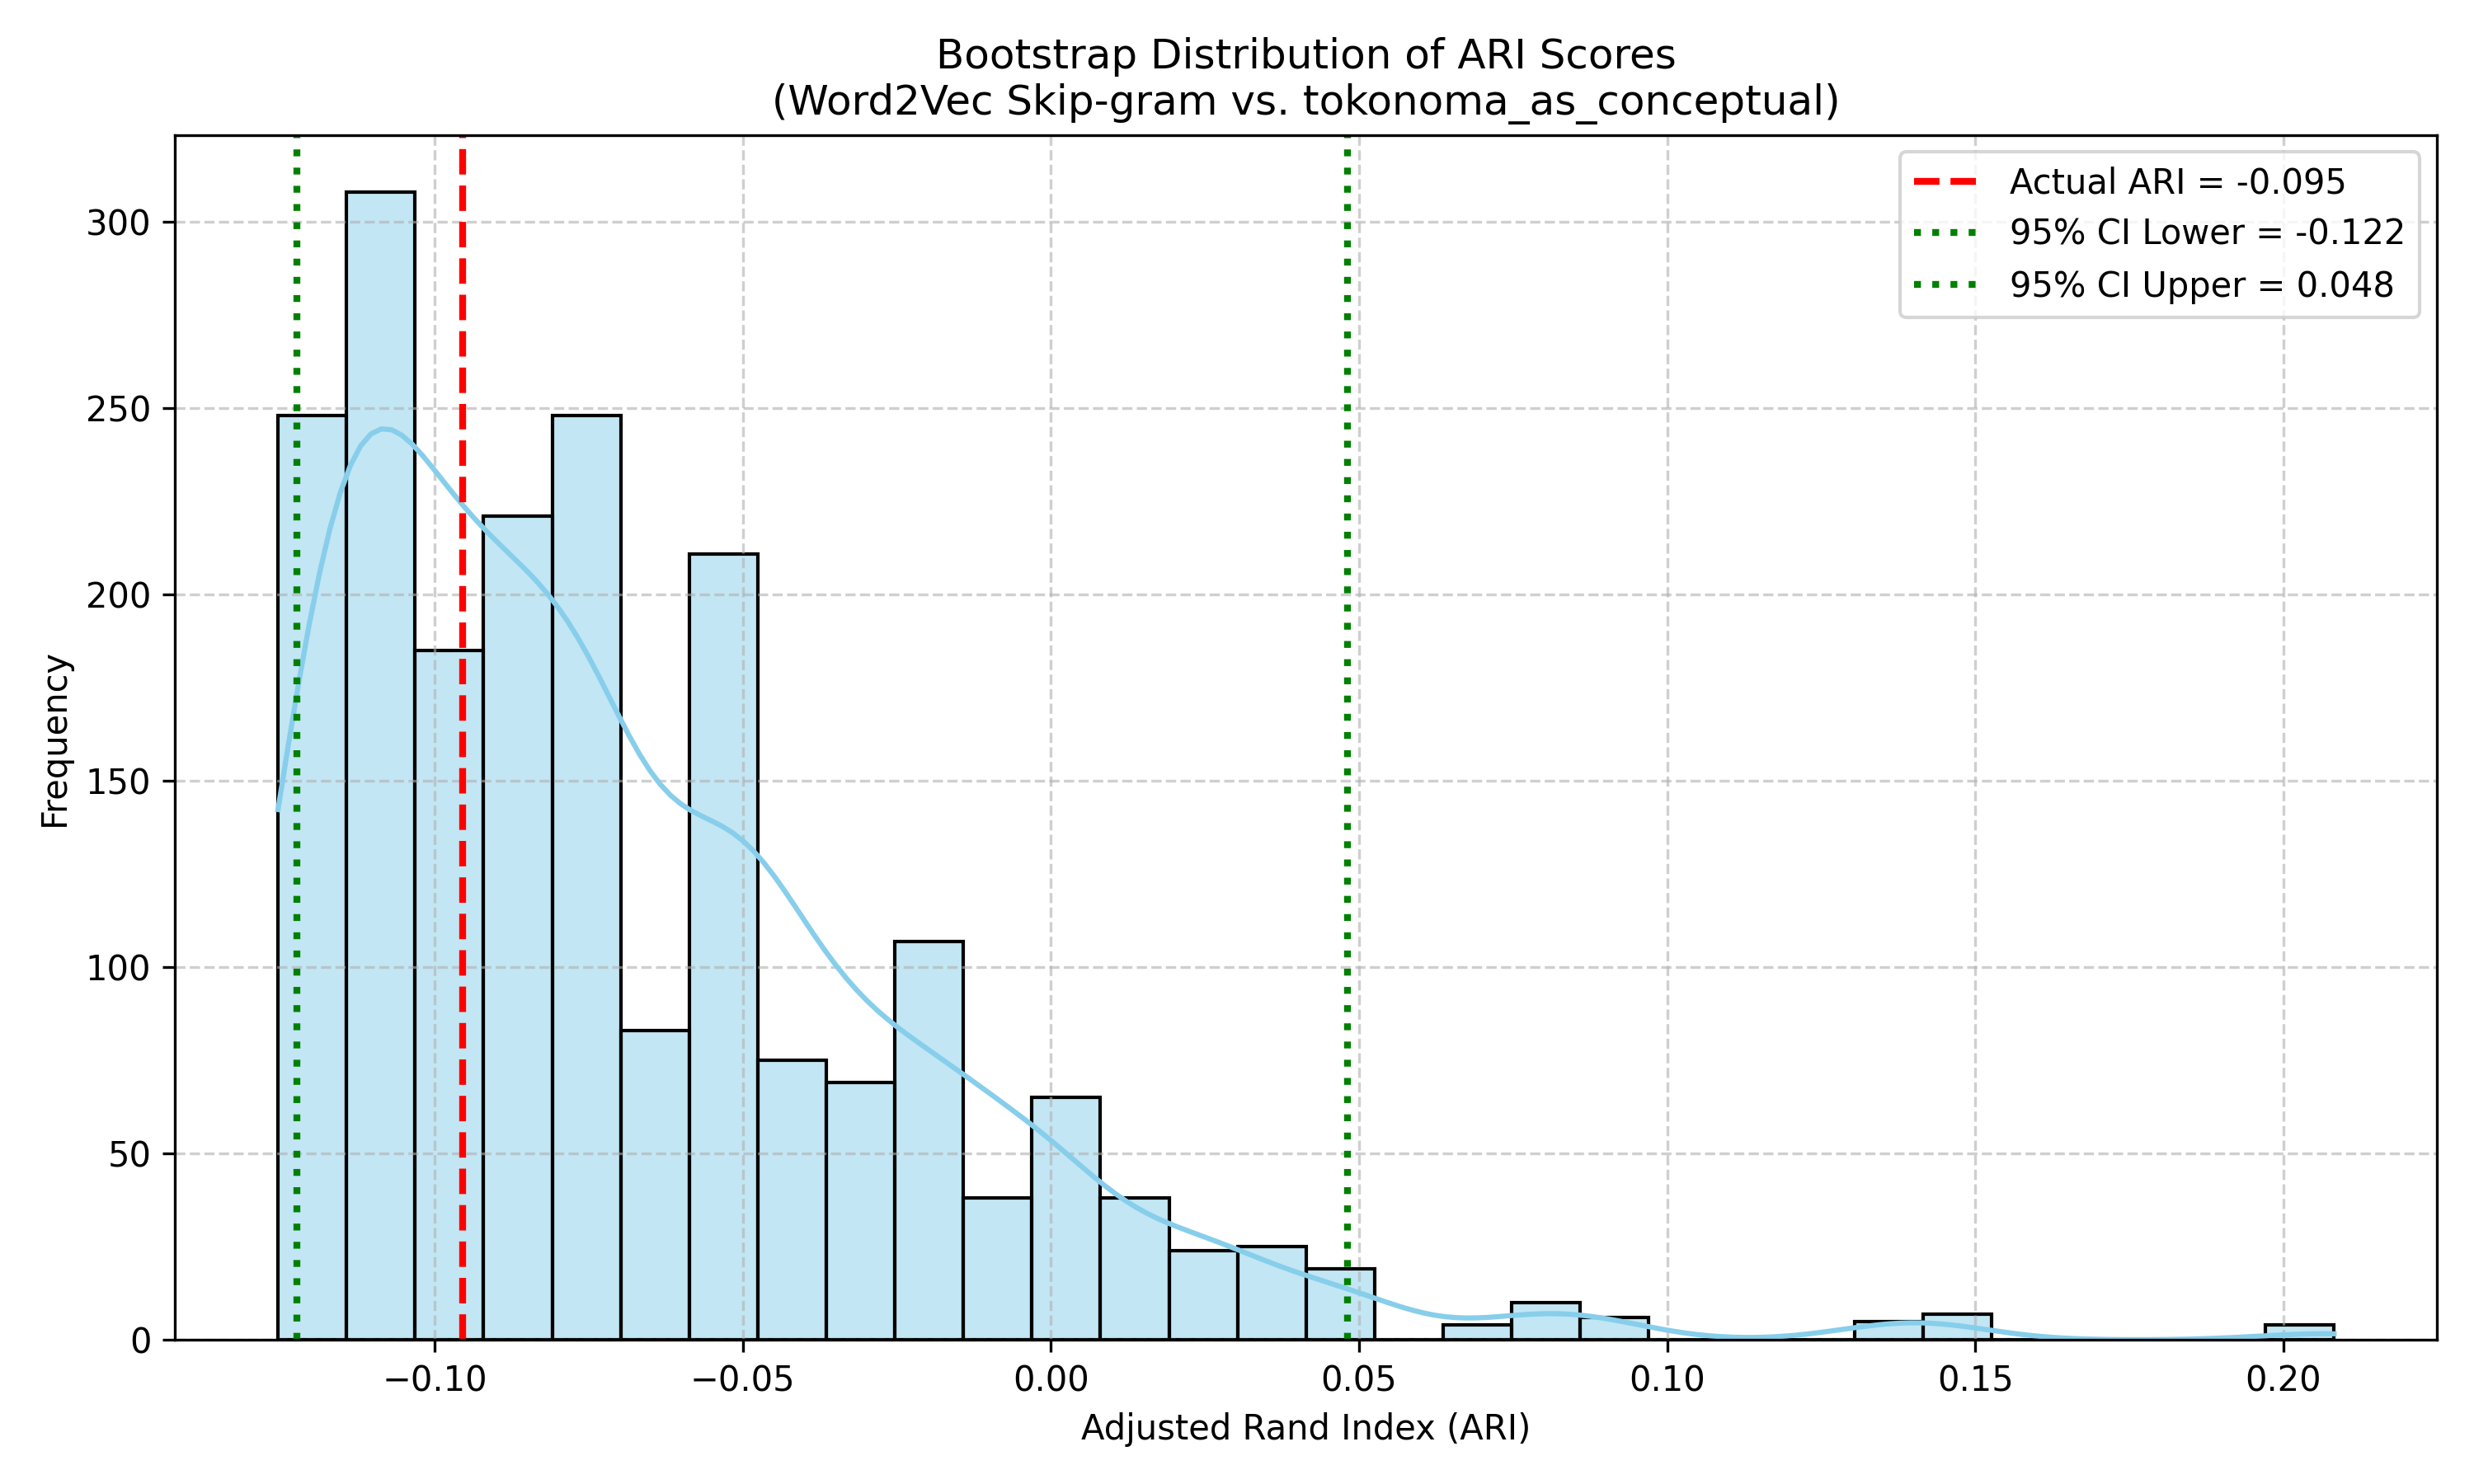 Bootstrap Distribution of ARI Scores
(Word2Vec Skip-gram vs. tokonoma_as_conceptual)
Actual ARI = -0.095
95% CI Lower = -0.122
95% CI Upper = 0.048
Frequency
300
250
200
150
100
50
0
−0.10 −0.05 0.00 0.05 0.10 0.15 0.20
Adjusted Rand Index (ARI)